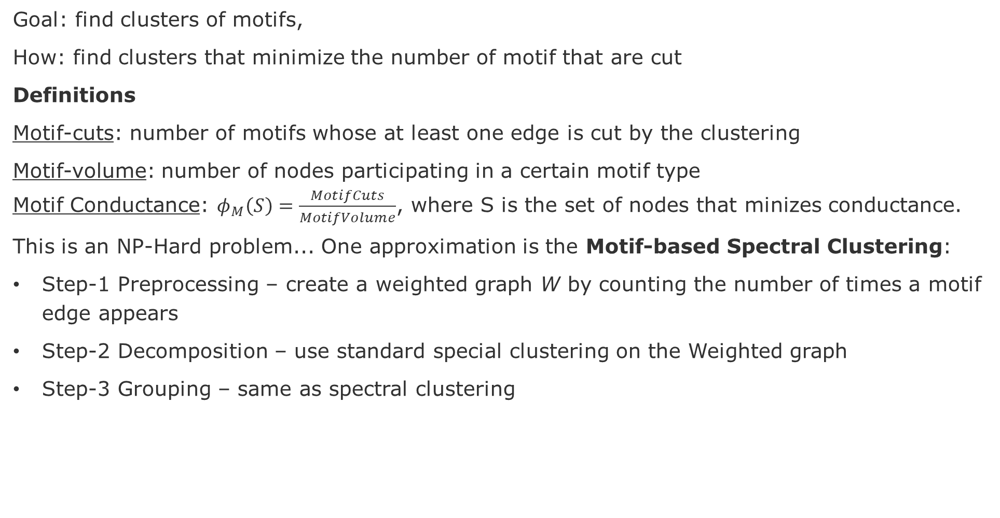 Goal: find clusters of motifs,
How: find clusters that minimize the number of motif that are cut
Definitions
Motif-cuts: number of motifs whose at least one edge is cut by the clustering
Motif-volume: number of nodes participating in a certain motif type
Motif Conductance: 𝜙_M(S) = MotifCuts / MotifVolume, where S is the set of nodes that minizes conductance.
This is an NP-Hard problem… One approximation is the Motif-based Spectral Clustering:
• Step-1 Preprocessing – create a weighted graph W by counting the number of times a motif
edge appears
• Step-2 Decomposition – use standard special clustering on the Weighted graph
• Step-3 Grouping – same as spectral clustering